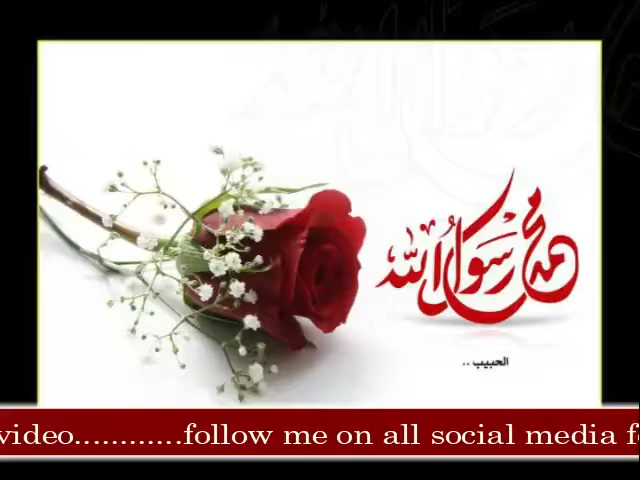 محمد رسول الله
الحبيب ..
video............follow me on all social media f